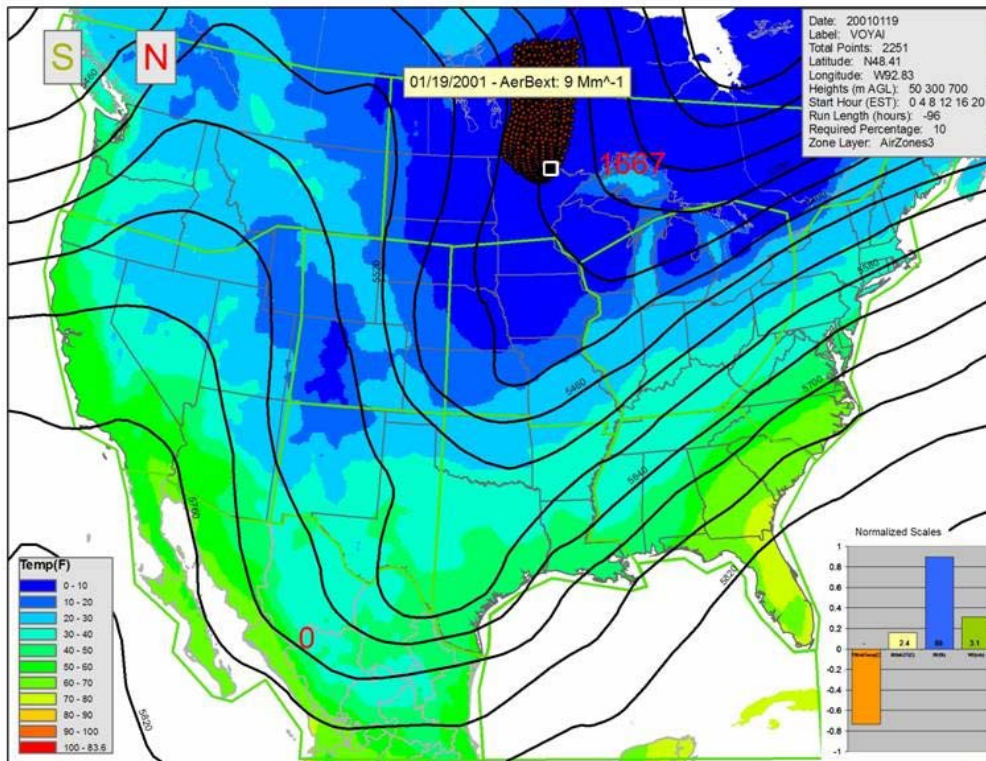 S N
Date: 20010119
Label: VOYAI
Total Points: 2251
Latitude: N48.41
Longitude: W92.83
Heights (m AGL): 50 300 700
Start Hour (EST): 0 4 8 12 16 20
Run Length (hours): -96
Required Percentage: 10
Zone Layer: AirZones3
01/19/2001 - AerBext: 9 Mm^-1
5460
1667
5520
5580
5460
5700
5640
5760
5820
5820
0
Temp(F)
0 - 10
10 - 20
20 - 30
30 - 40
40 - 50
50 - 60
60 - 70
70 - 80
80 - 90
90 - 100
100 - 83.6
Normalized Scales
1
0.8
0.6
0.4
0.2
0
-0.2
-0.4
-0.6
-0.8
-1
2.4
3.1